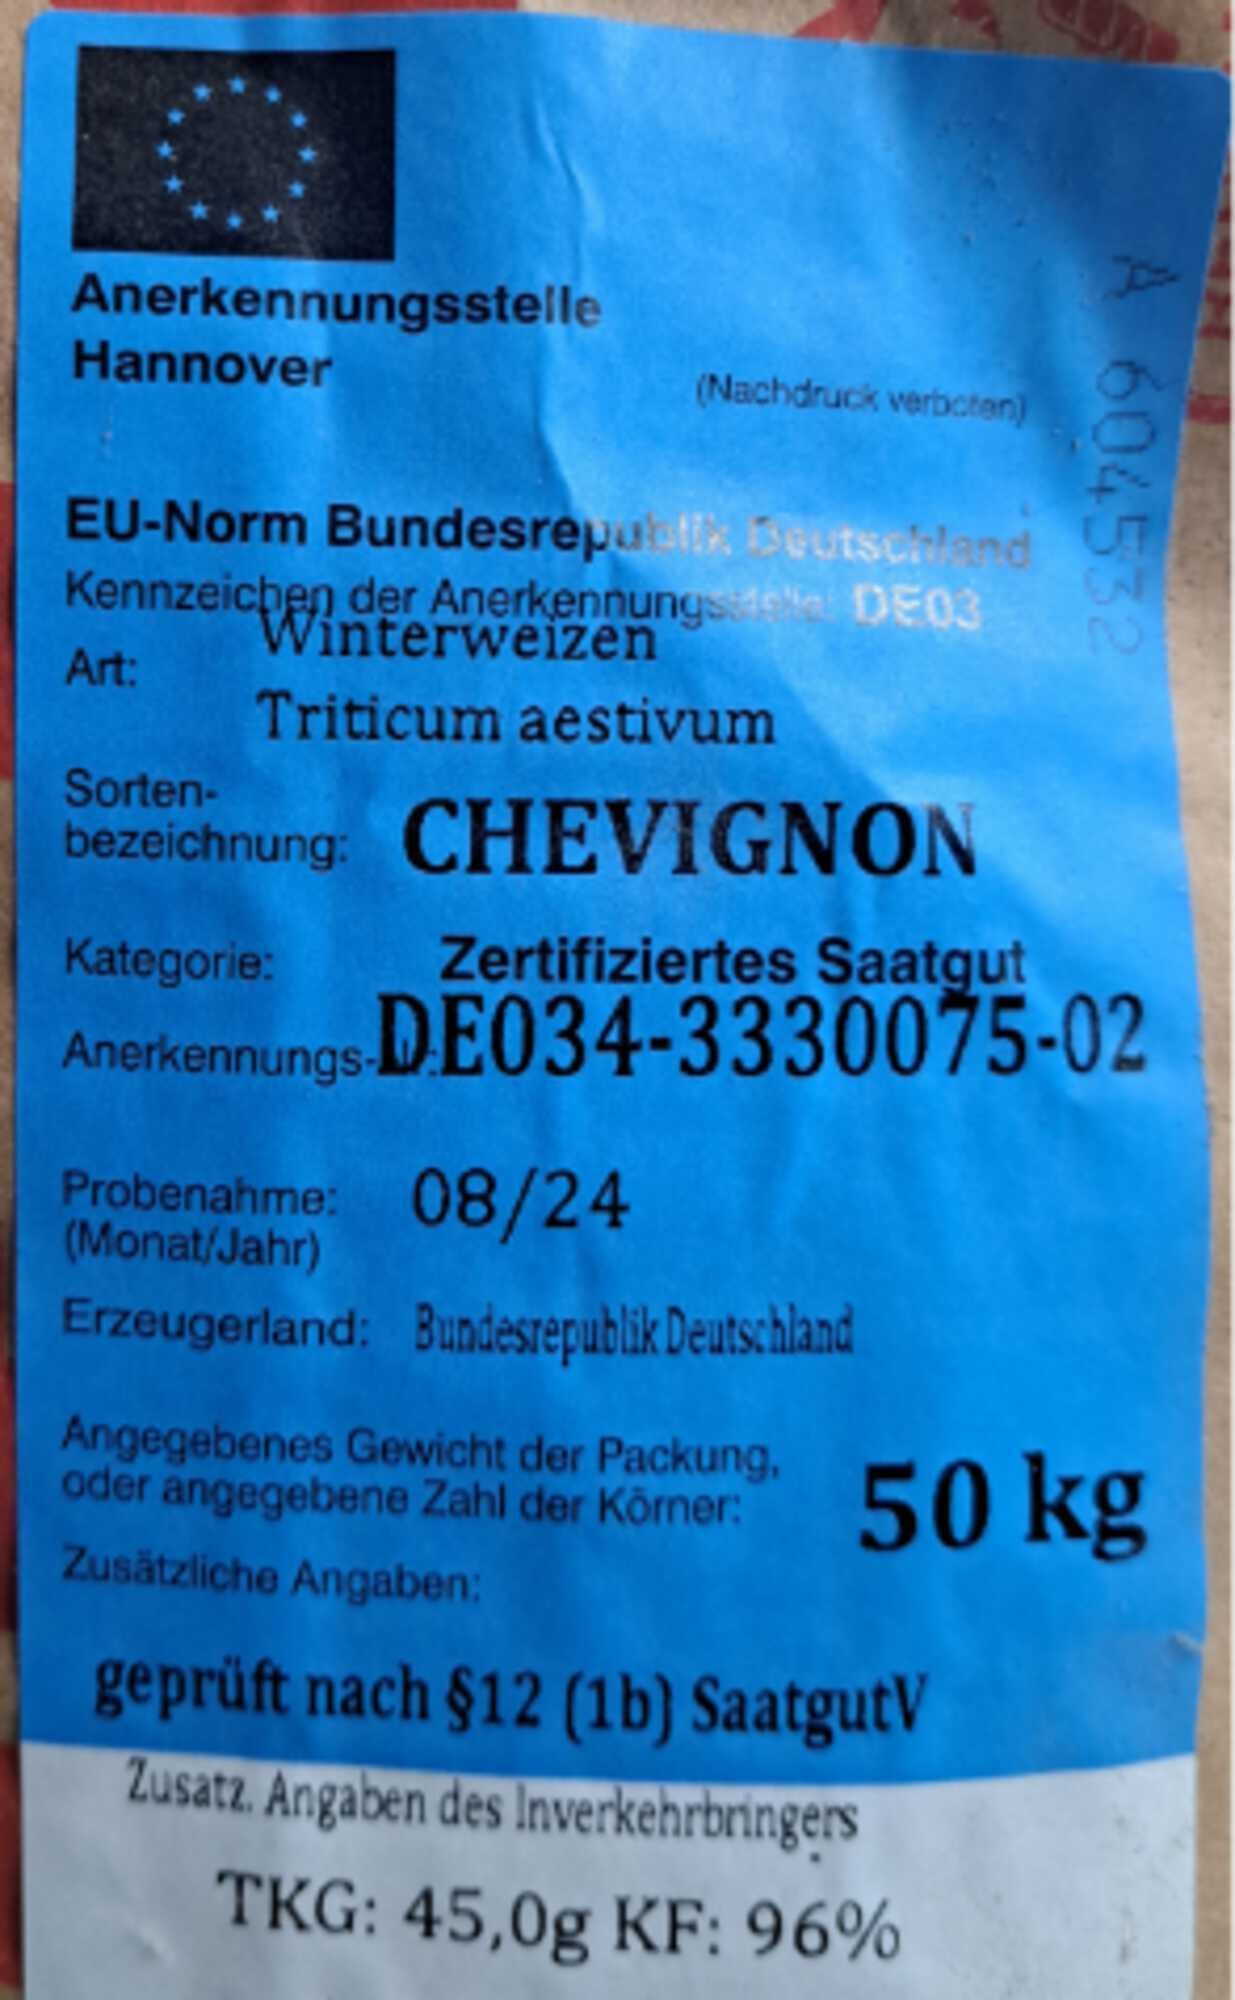 Anerkennungsstelle
Hannover
(Nachdruck verboten)
A 604532
EU-Norm Bundesrepublik Deutschland
Kennzeichen der Anerkennungsstelle: DE03
Winterweizen
Art:
Triticum aestivum
Sorten-
bezeichnung: CHEVIGNON
Kategorie: Zertifiziertes Saatgut
Anerkennungs- DE034-3330075-02
Probenahme: 08/24
(Monat/Jahr)
Erzeugerland: Bundesrepublik Deutschland
Angegebenes Gewicht der Packung,
oder angegebene Zahl der Körner: 50 kg
Zusätzliche Angaben:
geprüft nach §12 (1b) SaatgutV
Zusatz. Angaben des Inverkehrbringers
TKG: 45,0g KF: 96%